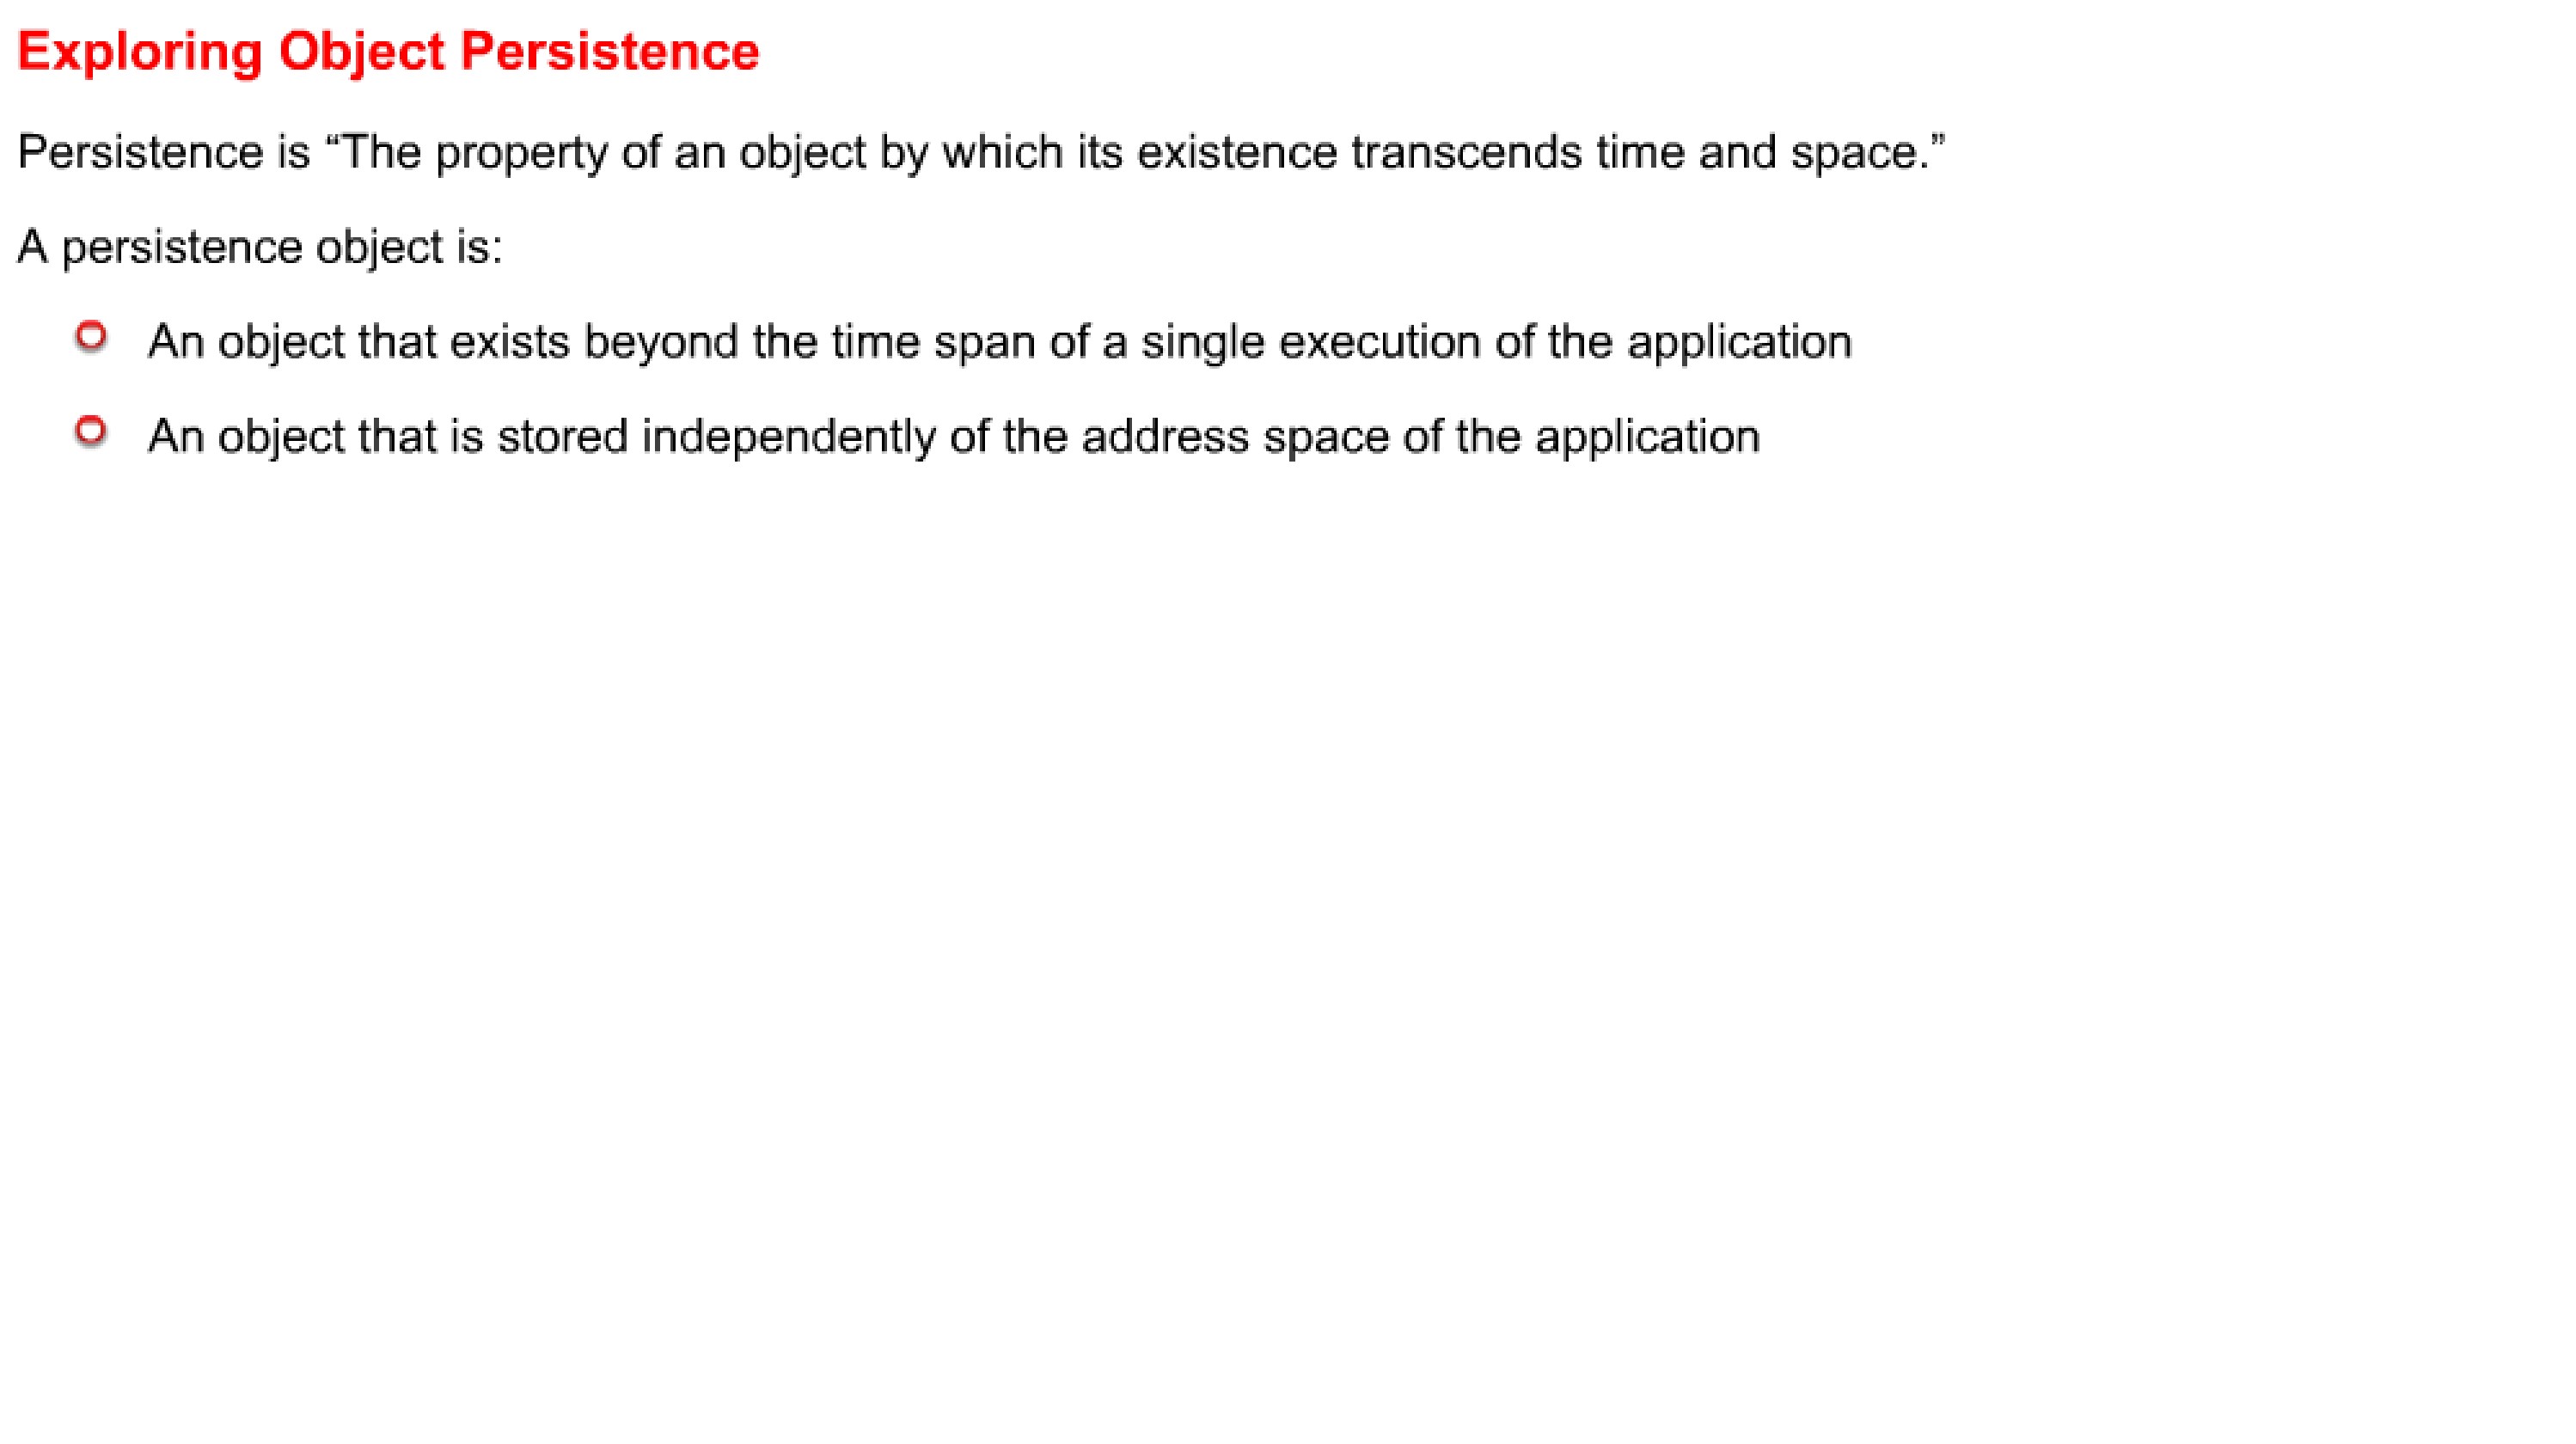 Exploring Object Persistence
Persistence is “The property of an object by which its existence transcends time and space.”
A persistence object is:
An object that exists beyond the time span of a single execution of the application
An object that is stored independently of the address space of the application